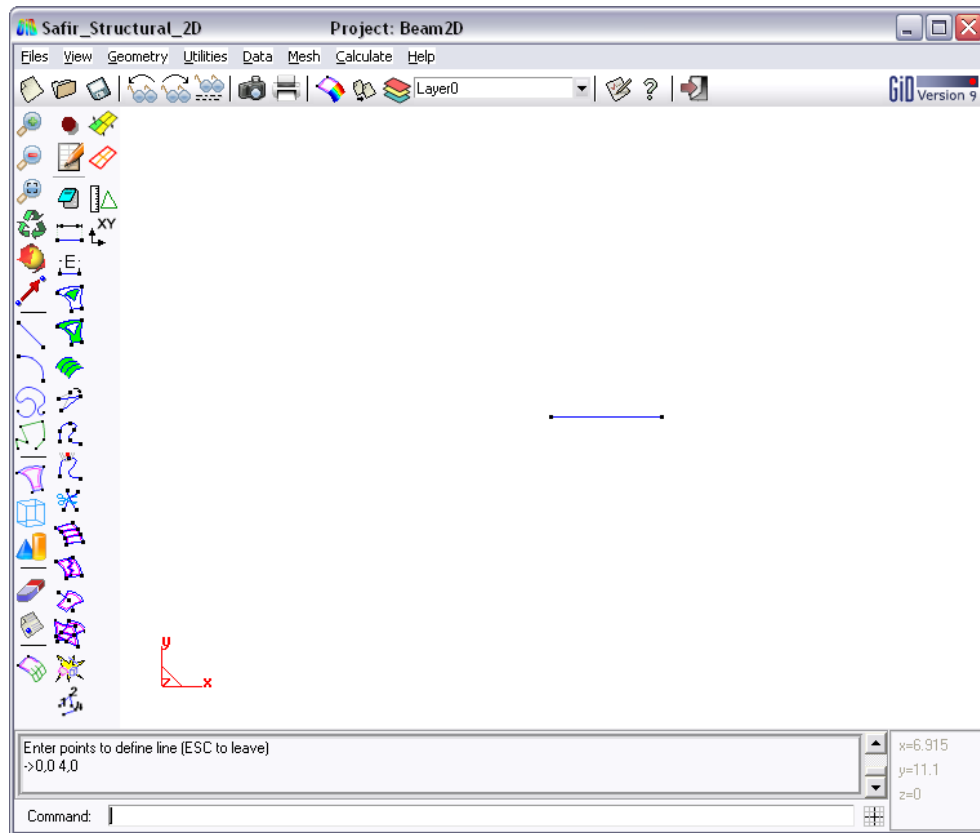 Safir_Structural_2D Project: Beam2D
Files View Geometry Utilities Data Mesh Calculate Help
Layer0
GiD Version 9
XY
E
y
z x
Enter points to define line (ESC to leave)
->0,0 4,0
x=6.915
y=11.1
z=0
Command: